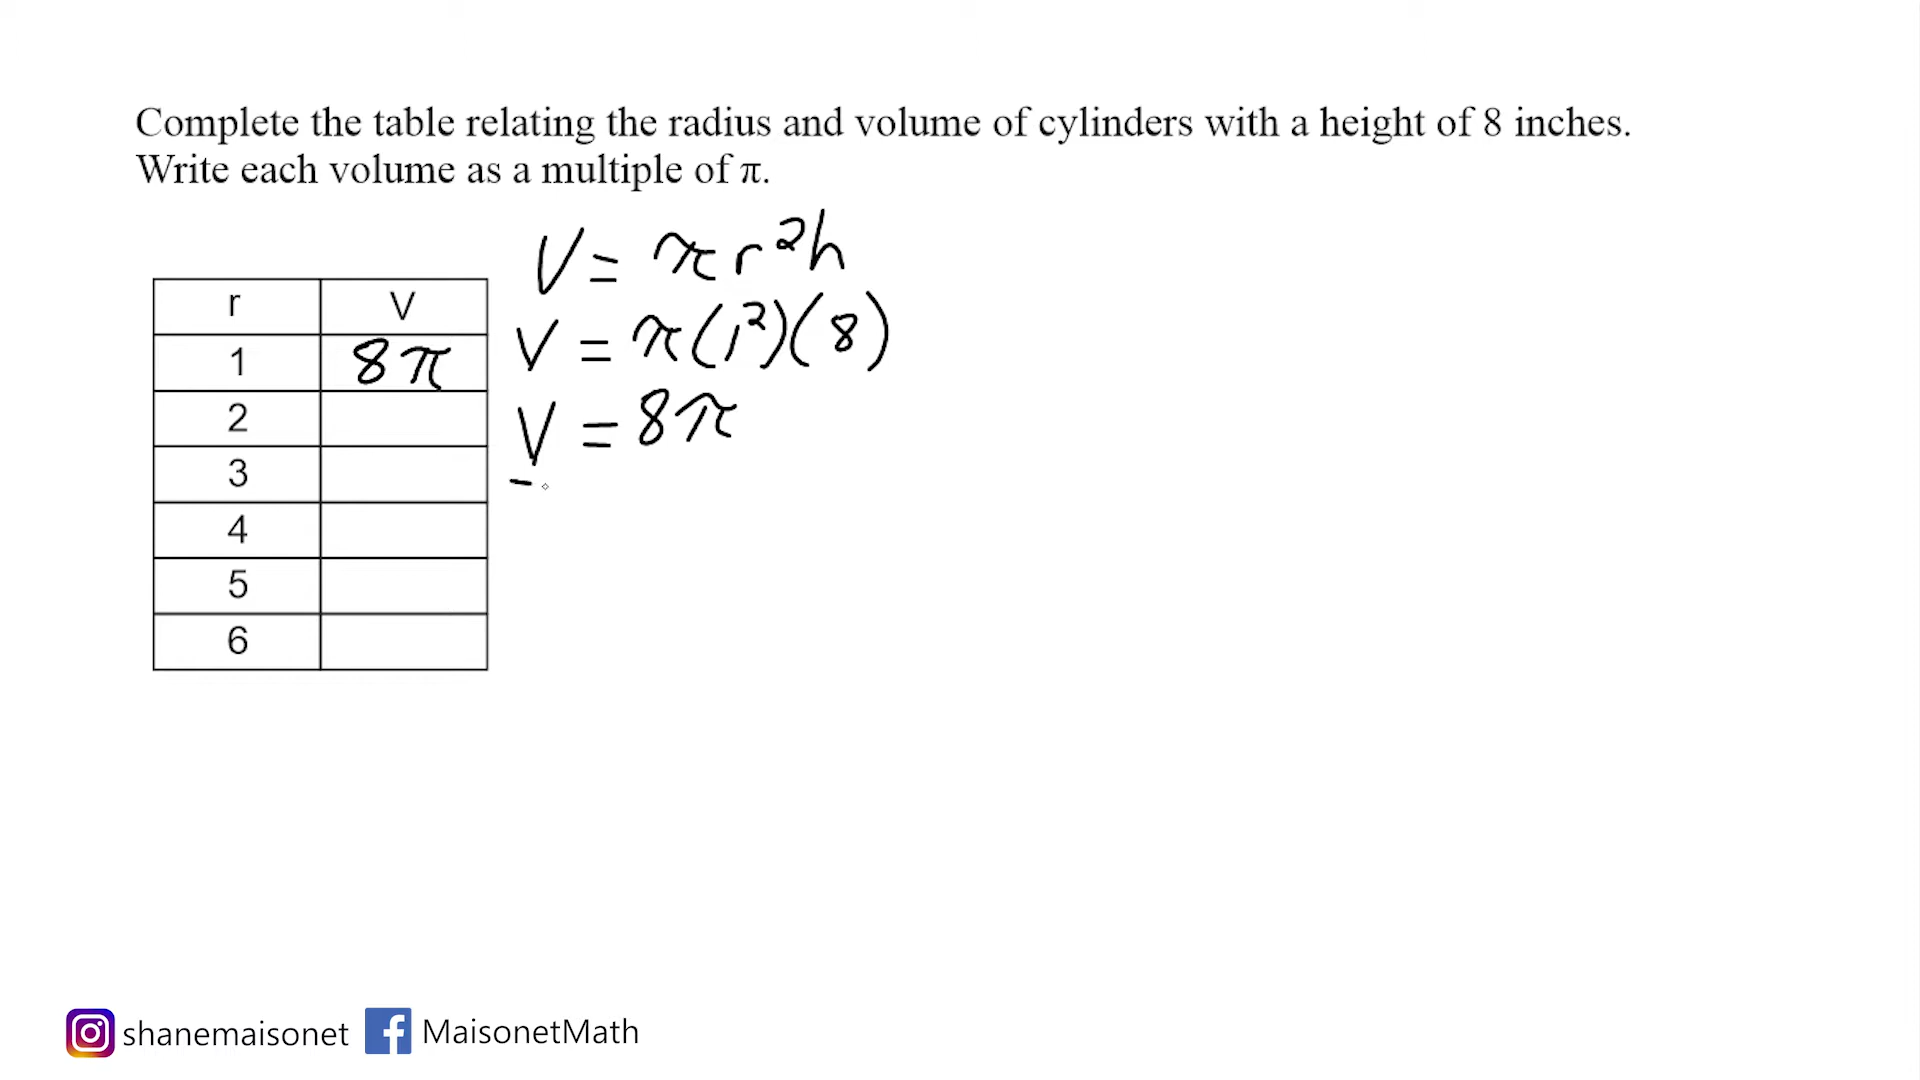 Complete the table relating the radius and volume of cylinders with a height of 8 inches.
Write each volume as a multiple of π.
V = πr²h
r V
1 8π
V = π(1²)(8)
2
V = 8π
3
4
5
6
shanemaisonet MaisonetMath